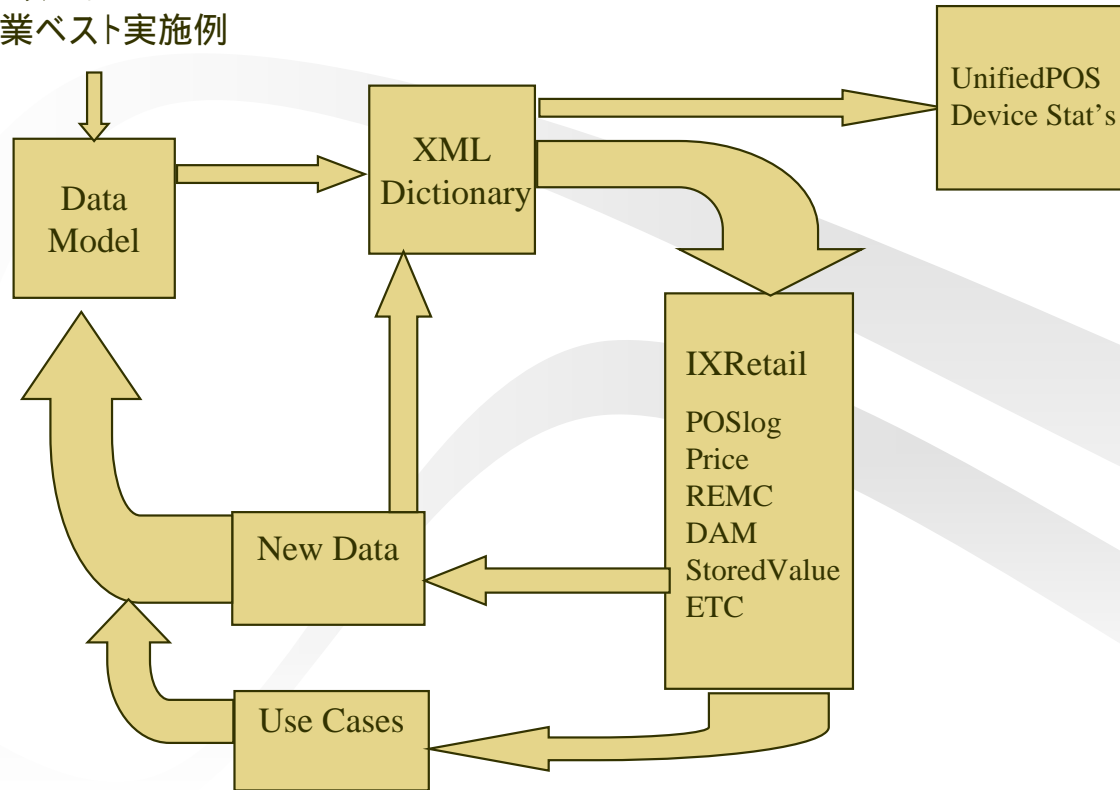 業ベスト実施例
UnifiedPOS
Device Stat's
XML
Dictionary
Data
Model
IXRetail
POSlog
Price
REMC
DAM
StoredValue
ETC
New Data
Use Cases